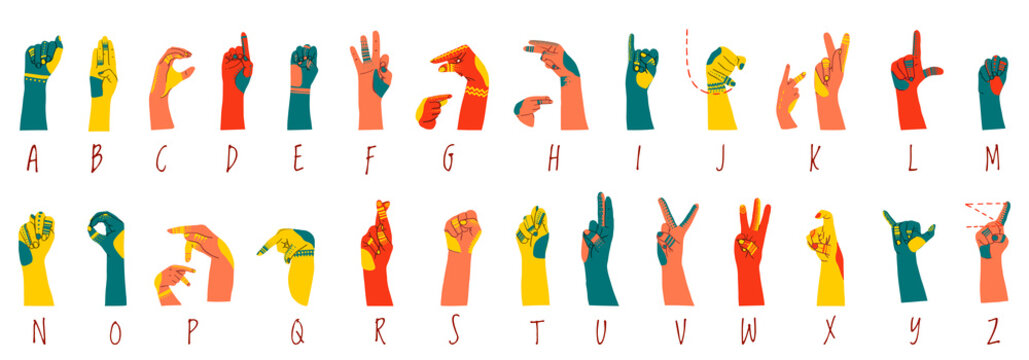 A B C D E F G H I J K L M
N O P Q R S T U V W X Y Z